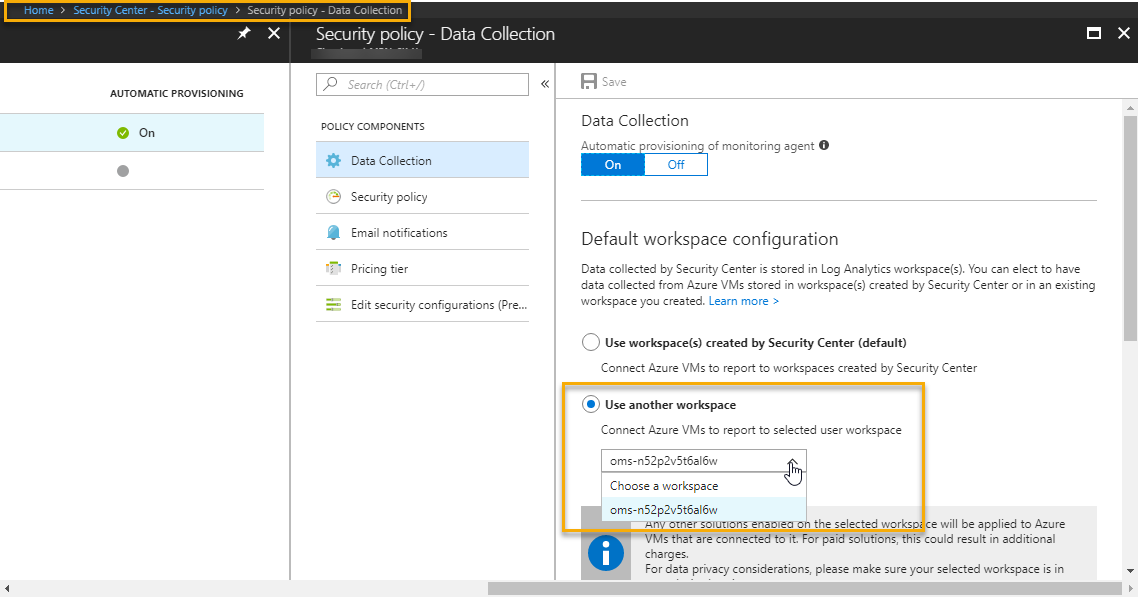 Home > Security Center - Security policy > Security policy - Data Collection
Security policy - Data Collection
AUTOMATIC PROVISIONING
On
Search (Ctrl+/)
«
POLICY COMPONENTS
Data Collection
Security policy
Email notifications
Pricing tier
Edit security configurations (Pre...
Save
Data Collection
Automatic provisioning of monitoring agent
On Off
Default workspace configuration
Data collected by Security Center is stored in Log Analytics workspace(s). You can elect to have
data collected from Azure VMs stored in workspace(s) created by Security Center or in an existing
workspace you created. Learn more >
Use workspace(s) created by Security Center (default)
Connect Azure VMs to report to workspaces created by Security Center
Use another workspace
Connect Azure VMs to report to selected user workspace
oms-n52p2v5t6al6w
Choose a workspace
oms-n52p2v5t6al6w
Any other solutions enabled on the selected workspace will be applied to Azure
VMs that are connected to it. For paid solutions, this could result in additional
charges.
For data privacy considerations, please make sure your selected workspace is in